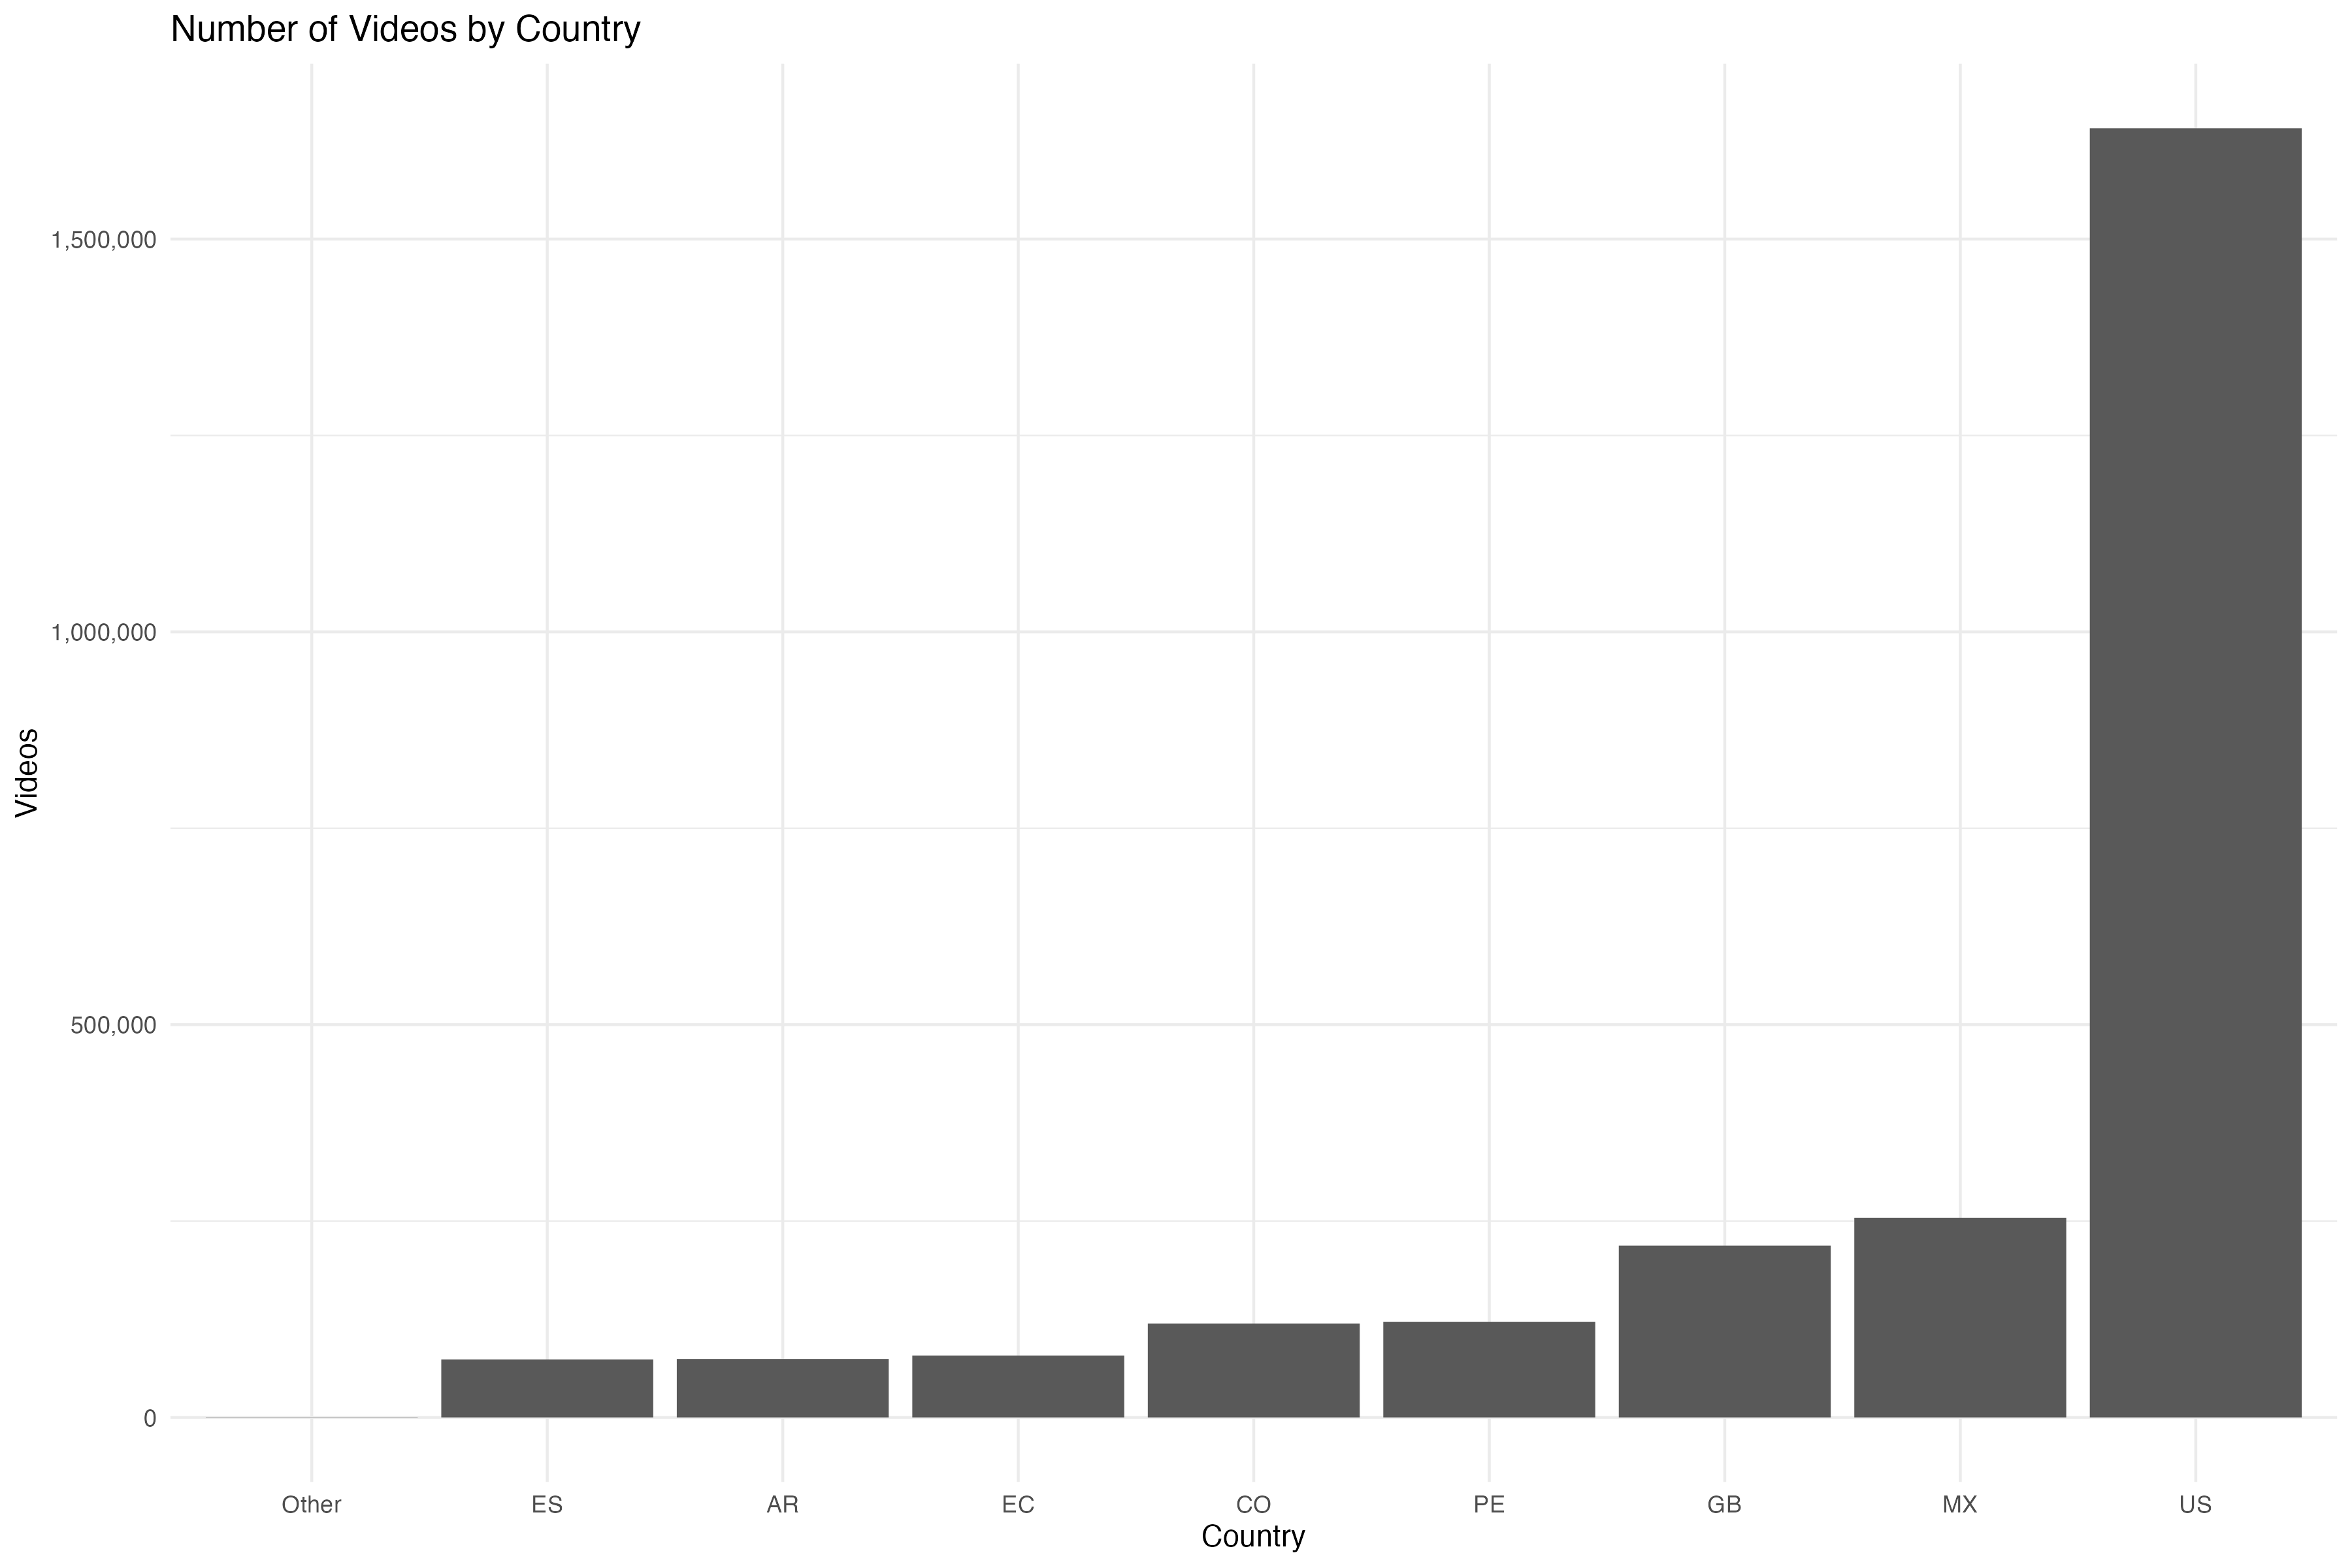 Number of Videos by Country
Videos
1,500,000
1,000,000
500,000
0
Other ES AR EC CO PE GB MX US
Country